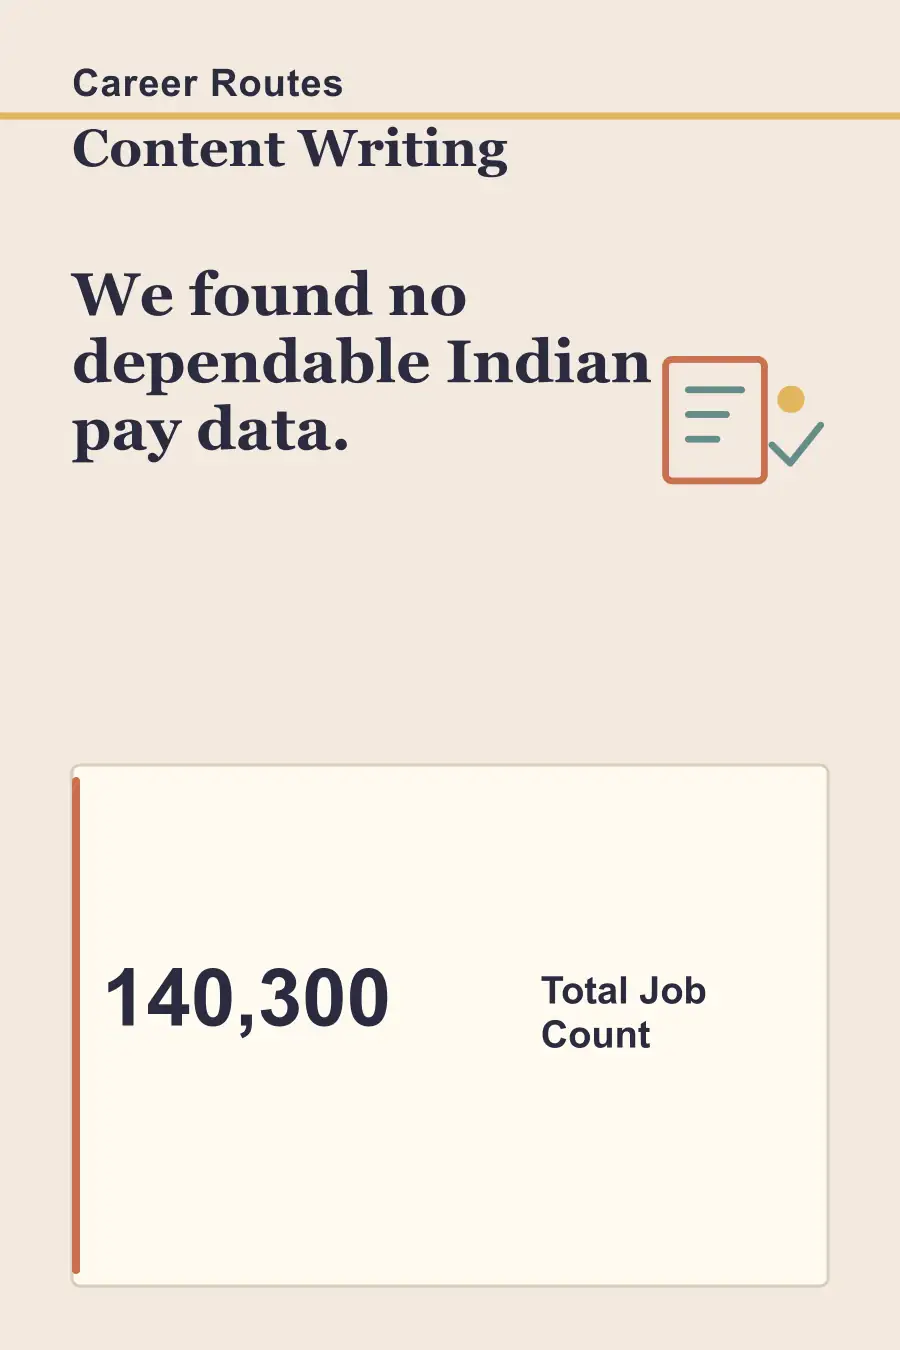 Career Routes
Content Writing
We found no
dependable Indian
pay data.
140,300
Total Job
Count